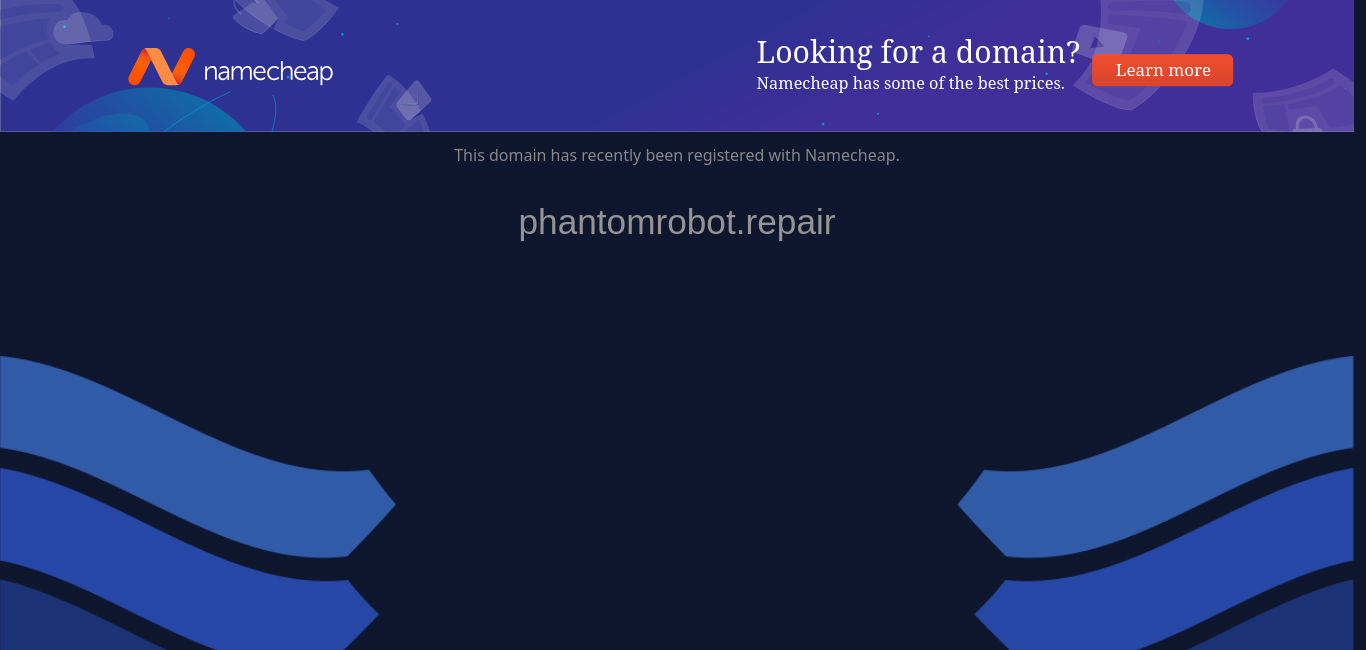 namecheap
Looking for a domain?
Namecheap has some of the best prices.
Learn more
This domain has recently been registered with Namecheap.
phantomrobot.repair